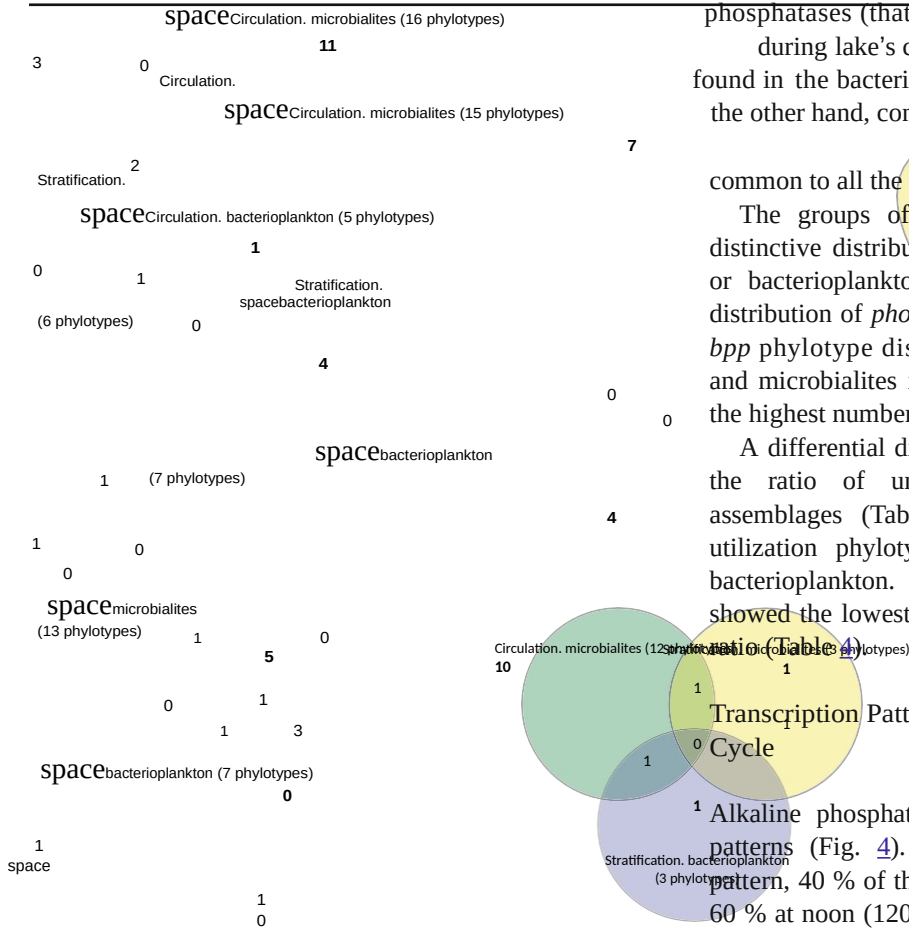 spaceCirculation. microbialites (16 phylotypes)
11
3
0
Circulation.
spaceCirculation. microbialites (15 phylotypes)
7
2
Stratification.
spaceCirculation. bacterioplankton (5 phylotypes)
1
0
1
Stratification.
spacebacterioplankton
(6 phylotypes)
0
4
0
0
spacebacterioplankton
1
(7 phylotypes)
4
1
0
0
spacemicrobialites
(13 phylotypes)
1
0
5
0
1
1
3
spacebacterioplankton (7 phylotypes)
0
1
space
1
0
Circulation. microbialites (12 phylotypes)
Stratification. microbialites (3 phylotypes)
10
1
1
1
0
1
1
Stratification. bacterioplankton
(3 phylotypes)
phosphatases (that
during lake's
found in the bacteri
the other hand,
common to all the
The groups of
distinctive distribu
or bacterioplankto
distribution of pho
bpp phylotype dis
and microbialites
the highest number
A differential
the ratio of
assemblages (Tab
utilization phyloty
bacterioplankton.
showed the lowest
ratio (Table 4).
Transcription Patt
Cycle
Alkaline phosphat
patterns (Fig. 4).
pattern, 40 % of th
60 % at noon (120